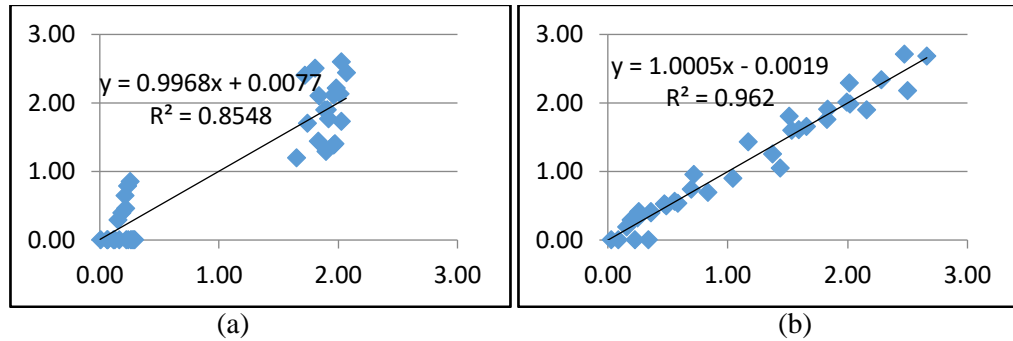 3.00
2.00
1.00
0.00
0.00 1.00 2.00 3.00
y = 0.9968x + 0.0077
R² = 0.8548
(a)
3.00
2.00
1.00
0.00
0.00 1.00 2.00 3.00
y = 1.0005x - 0.0019
R² = 0.962
(b)